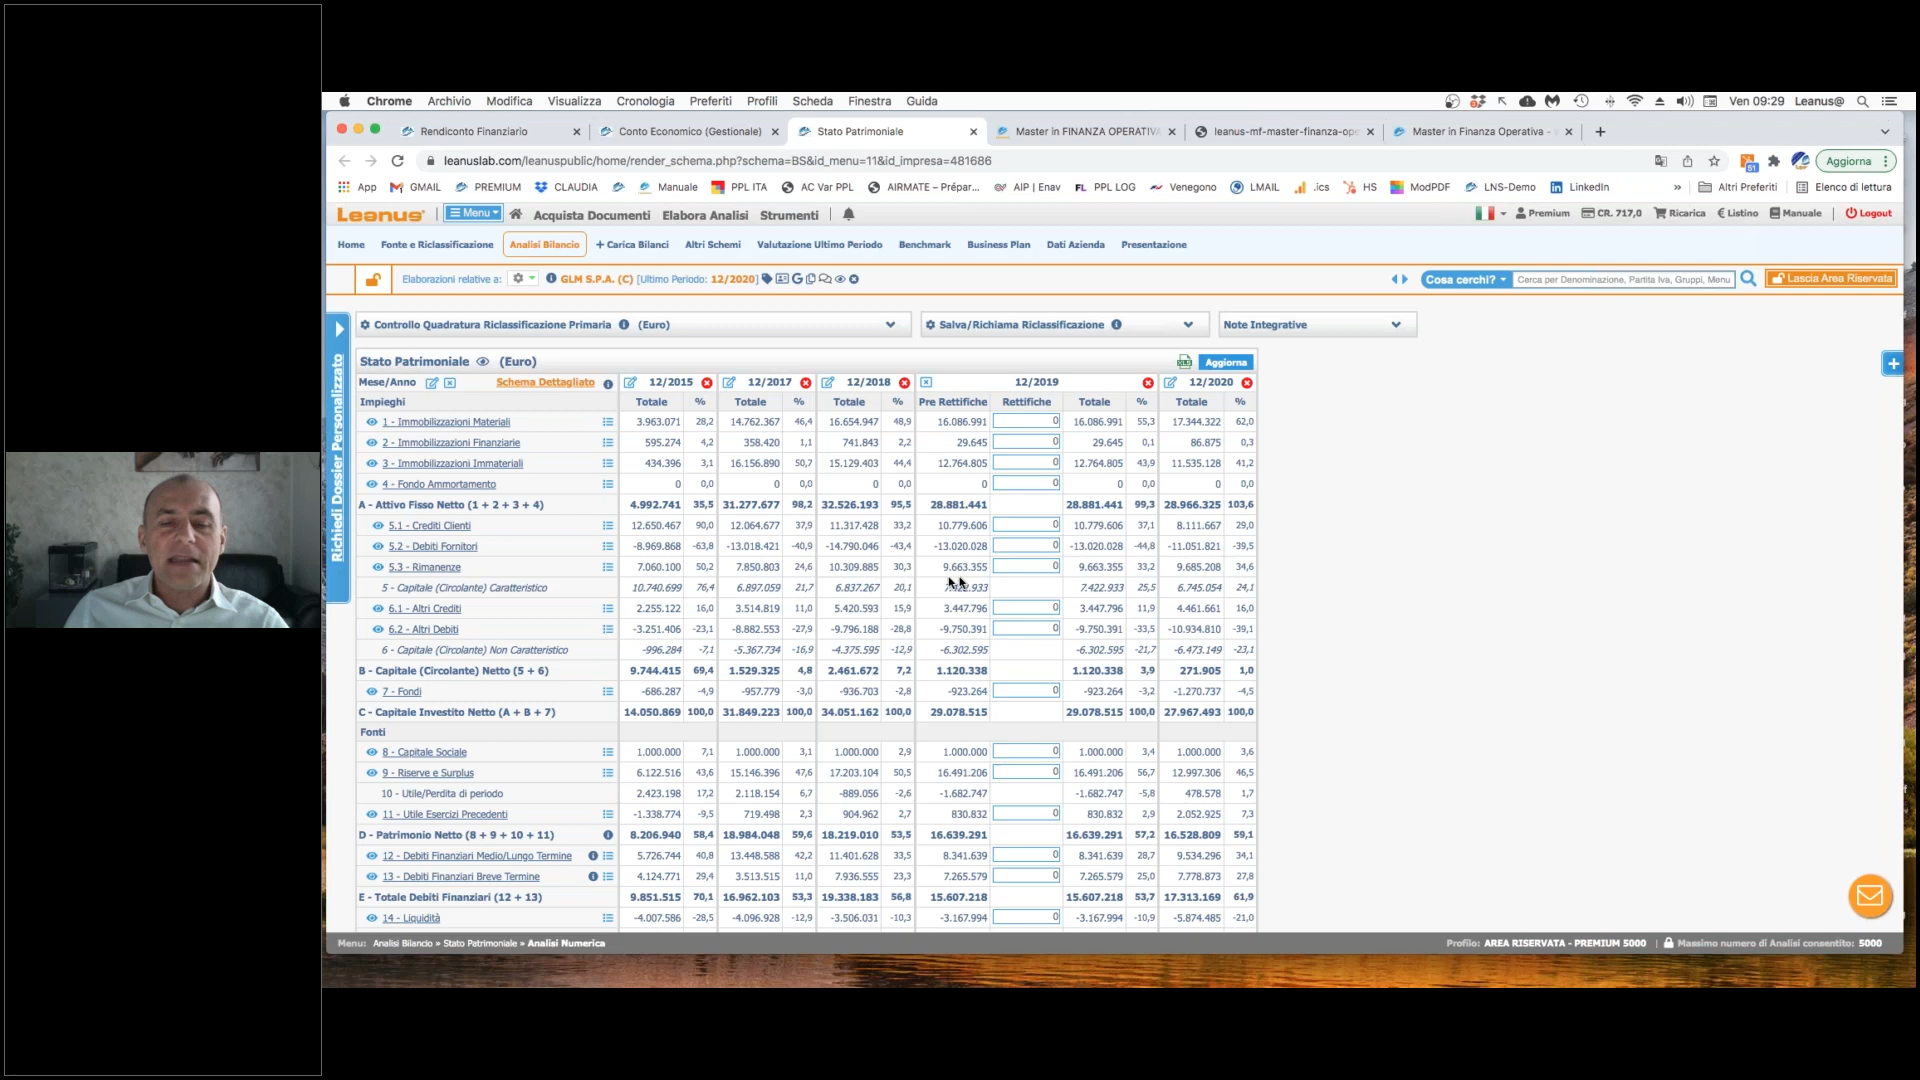 Chrome Archivio Modifica Visualizza Cronologia Preferiti Profili Scheda Finestra Guida Ven 09:29 Leanus@
Rendiconto Finanziario Conto Economico (Gestionale) Stato Patrimoniale Master in FINANZA OPERATIVA leanus-mf-master-finanza-ope Master in Finanza Operativa -
leanuslab.com/leanuspublic/home/render_schema.php?schema=BS&id_menu=11&id_impresa=481686 51 Aggiorna
App GMAIL PREMIUM CLAUDIA Manuale PPL ITA AC Var PPL AIRMATE – Prépar... AIP | Enav FL PPL LOG Venegono LMAIL .ics HS ModPDF LNS-Demo LinkedIn » Altri Preferiti Elenco di lettura
Leanus Menu Acquista Documenti Elabora Analisi Strumenti Premium CR. 717,0 Ricarica € Listino Manuale Logout
Home Fonte e Riclassificazione Analisi Bilancio + Carica Bilanci Altri Schemi Valutazione Ultimo Periodo Benchmark Business Plan Dati Azienda Presentazione
Elaborazioni relative a: GLM S.P.A. (C) [Ultimo Periodo: 12/2020] Cosa cerchi? Cerca per Denominazione, Partita Iva, Gruppi, Menu Lascia Area Riservata
Richiedi Dossier Personalizzato
Controllo Quadratura Riclassificazione Primaria (Euro) Salva/Richiama Riclassificazione Note Integrative
Stato Patrimoniale (Euro) Aggiorna
Mese/Anno Schema Dettagliato 12/2015 12/2017 12/2018 12/2019 12/2020
Impieghi Totale % Totale % Totale % Pre Rettifiche Rettifiche Totale % Totale %
1 - Immobilizzazioni Materiali 3.963.071 28,2 14.762.367 46,4 16.654.947 48,9 16.086.991 0 16.086.991 55,3 17.344.322 62,0
2 - Immobilizzazioni Finanziarie 595.274 4,2 358.420 1,1 741.843 2,2 29.645 0 29.645 0,1 86.875 0,3
3 - Immobilizzazioni Immateriali 434.396 3,1 16.156.890 50,7 15.129.403 44,4 12.764.805 0 12.764.805 43,9 11.535.128 41,2
4 - Fondo Ammortamento 0 0,0 0 0,0 0 0,0 0 0 0 0,0 0 0,0
A - Attivo Fisso Netto (1 + 2 + 3 + 4) 4.992.741 35,5 31.277.677 98,2 32.526.193 95,5 28.881.441 28.881.441 99,3 28.966.325 103,6
5.1 - Crediti Clienti 12.650.467 90,0 12.064.677 37,9 11.317.428 33,2 10.779.606 0 10.779.606 37,1 8.111.667 29,0
5.2 - Debiti Fornitori -8.969.868 -63,8 -13.018.421 -40,9 -14.790.046 -43,4 -13.020.028 0 -13.020.028 -44,8 -11.051.821 -39,5
5.3 - Rimanenze 7.060.100 50,2 7.850.803 24,6 10.309.885 30,3 9.663.355 0 9.663.355 33,2 9.685.208 34,6
5 - Capitale (Circolante) Caratteristico 10.740.699 76,4 6.897.059 21,7 6.837.267 20,1 7.422.933 7.422.933 25,5 6.745.054 24,1
6.1 - Altri Crediti 2.255.122 16,0 3.514.819 11,0 5.420.593 15,9 3.447.796 0 3.447.796 11,9 4.461.661 16,0
6.2 - Altri Debiti -3.251.406 -23,1 -8.882.553 -27,9 -9.796.188 -28,8 -9.750.391 0 -9.750.391 -33,5 -10.934.810 -39,1
6 - Capitale (Circolante) Non Caratteristico -996.284 -7,1 -5.367.734 -16,9 -4.375.595 -12,9 -6.302.595 -6.302.595 -21,7 -6.473.149 -23,1
B - Capitale (Circolante) Netto (5 + 6) 9.744.415 69,4 1.529.325 4,8 2.461.672 7,2 1.120.338 1.120.338 3,9 271.905 1,0
7 - Fondi -686.287 -4,9 -957.779 -3,0 -936.703 -2,8 -923.264 0 -923.264 -3,2 -1.270.737 -4,5
C - Capitale Investito Netto (A + B + 7) 14.050.869 100,0 31.849.223 100,0 34.051.162 100,0 29.078.515 29.078.515 100,0 27.967.493 100,0
Fonti
8 - Capitale Sociale 1.000.000 7,1 1.000.000 3,1 1.000.000 2,9 1.000.000 0 1.000.000 3,4 1.000.000 3,6
9 - Riserve e Surplus 6.122.516 43,6 15.146.396 47,6 17.203.104 50,5 16.491.206 0 16.491.206 56,7 12.997.306 46,5
10 - Utile/Perdita di periodo 2.423.198 17,2 2.118.154 6,7 -889.056 -2,6 -1.682.747 -1.682.747 -5,8 478.578 1,7
11 - Utile Esercizi Precedenti -1.338.774 -9,5 719.498 2,3 904.962 2,7 830.832 0 830.832 2,9 2.052.925 7,3
D - Patrimonio Netto (8 + 9 + 10 + 11) 8.206.940 58,4 18.984.048 59,6 18.219.010 53,5 16.639.291 16.639.291 57,2 16.528.809 59,1
12 - Debiti Finanziari Medio/Lungo Termine 5.726.744 40,8 13.448.588 42,2 11.401.628 33,5 8.341.639 0 8.341.639 28,7 9.534.296 34,1
13 - Debiti Finanziari Breve Termine 4.124.771 29,4 3.513.515 11,0 7.936.555 23,3 7.265.579 0 7.265.579 25,0 7.778.873 27,8
E - Totale Debiti Finanziari (12 + 13) 9.851.515 70,1 16.962.103 53,3 19.338.183 56,8 15.607.218 15.607.218 53,7 17.313.169 61,9
14 - Liquidità -4.007.586 -28,5 -4.096.928 -12,9 -3.506.031 -10,3 -3.167.994 0 -3.167.994 -10,9 -5.874.485 -21,0
Menu: Analisi Bilancio » Stato Patrimoniale » Analisi Numerica Profilo: AREA RISERVATA - PREMIUM 5000 | Massimo numero di Analisi consentito: 5000